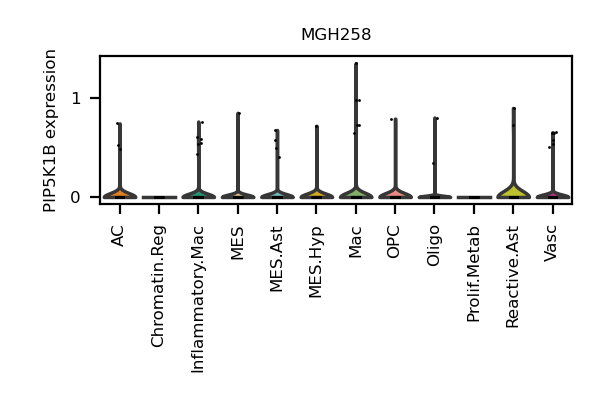 MGH258
PIP5K1B expression
1
0
AC
Chromatin.Reg
Inflammatory.Mac
MES
MES.Ast
MES.Hyp
Mac
OPC
Oligo
Prolif.Metab
Reactive.Ast
Vasc